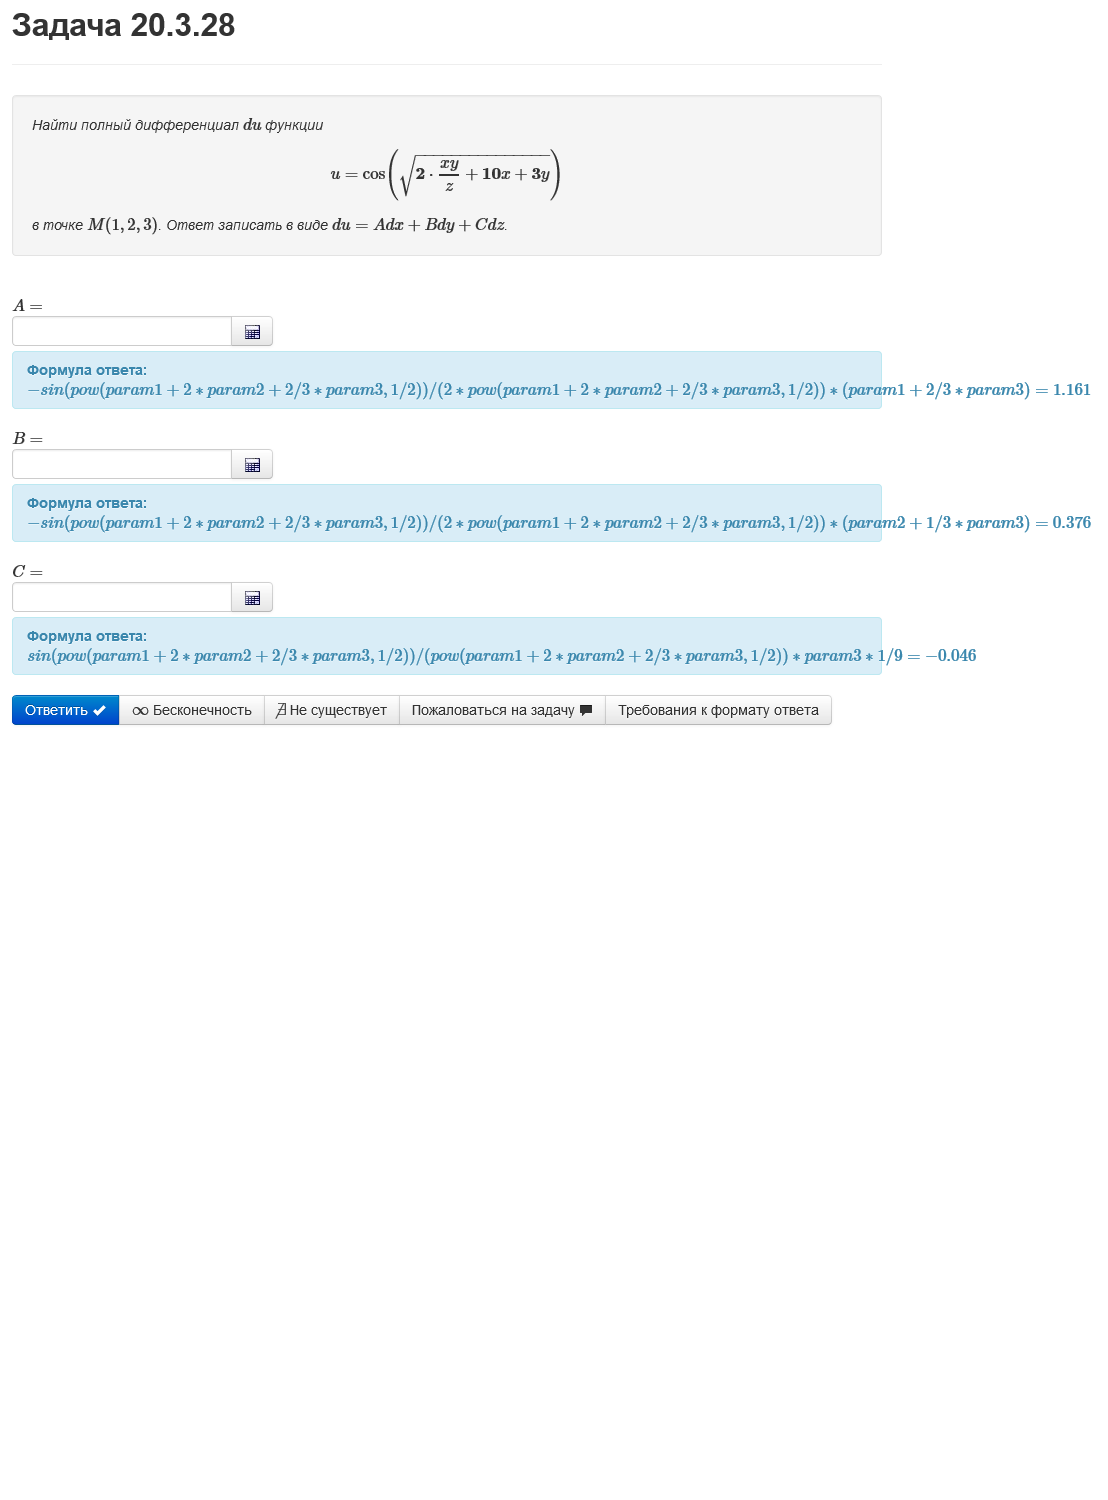 Задача 20.3.28
Найти полный дифференциал du функции
u = cos(√(2 · xy/z + 10x + 3y))
в точке M(1, 2, 3). Ответ записать в виде du = Adx + Bdy + Cdz.
A =
Формула ответа:
−sin(pow(param1 + 2 ∗ param2 + 2/3 ∗ param3, 1/2))/(2 ∗ pow(param1 + 2 ∗ param2 + 2/3 ∗ param3, 1/2)) ∗ (param1 + 2/3 ∗ param3) = 1.161
B =
Формула ответа:
−sin(pow(param1 + 2 ∗ param2 + 2/3 ∗ param3, 1/2))/(2 ∗ pow(param1 + 2 ∗ param2 + 2/3 ∗ param3, 1/2)) ∗ (param2 + 1/3 ∗ param3) = 0.376
C =
Формула ответа:
sin(pow(param1 + 2 ∗ param2 + 2/3 ∗ param3, 1/2))/(pow(param1 + 2 ∗ param2 + 2/3 ∗ param3, 1/2)) ∗ param3 ∗ 1/9 = −0.046
Ответить ✔ ∞ Бесконечность ∄ Не существует Пожаловаться на задачу Требования к формату ответа